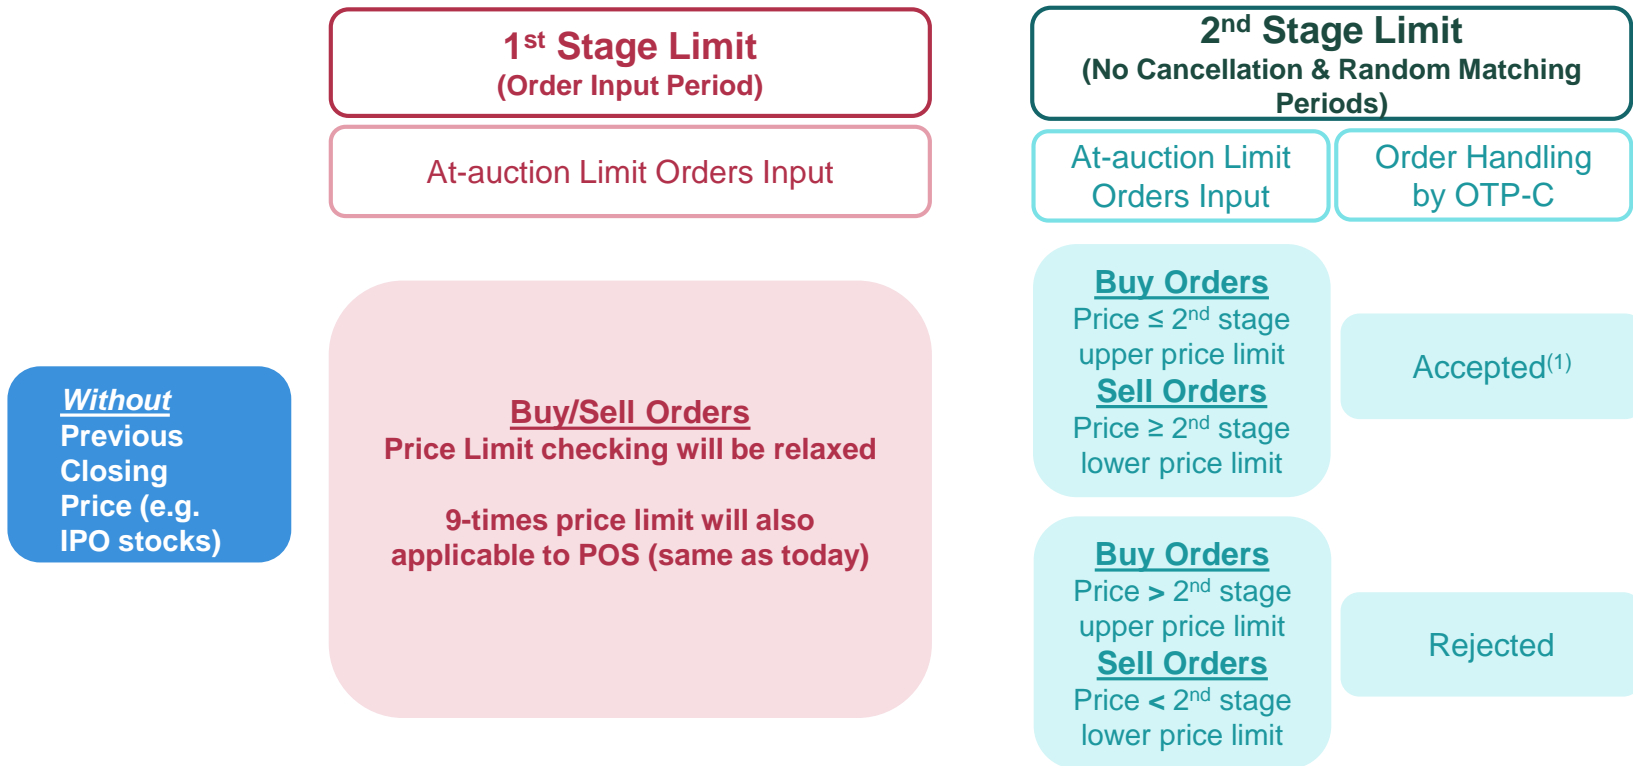 1st Stage Limit
(Order Input Period)
2nd Stage Limit
(No Cancellation & Random Matching
Periods)
At-auction Limit Orders Input
At-auction Limit
Orders Input
Order Handling
by OTP-C
Without
Previous
Closing
Price (e.g.
IPO stocks)
Buy/Sell Orders
Price Limit checking will be relaxed
9-times price limit will also
applicable to POS (same as today)
Buy Orders
Price ≤ 2nd stage
upper price limit
Sell Orders
Price ≥ 2nd stage
lower price limit
Accepted(1)
Buy Orders
Price > 2nd stage
upper price limit
Sell Orders
Price < 2nd stage
lower price limit
Rejected